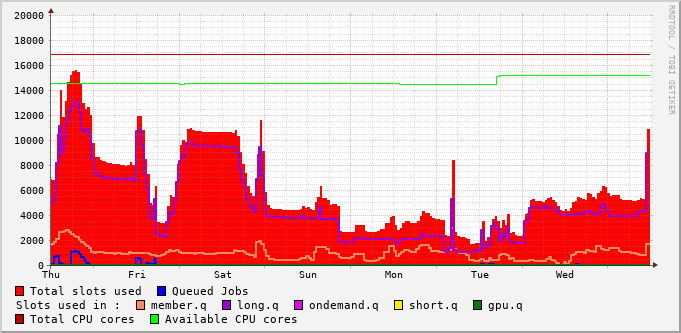 20000
18000
16000
14000
12000
10000
8000
6000
4000
2000
0
Thu Fri Sat Sun Mon Tue Wed
Total slots used Queued Jobs
Slots used in : member.q long.q ondemand.q short.q gpu.q
Total CPU cores Available CPU cores
RRDTOOL / TOBI OETIKER